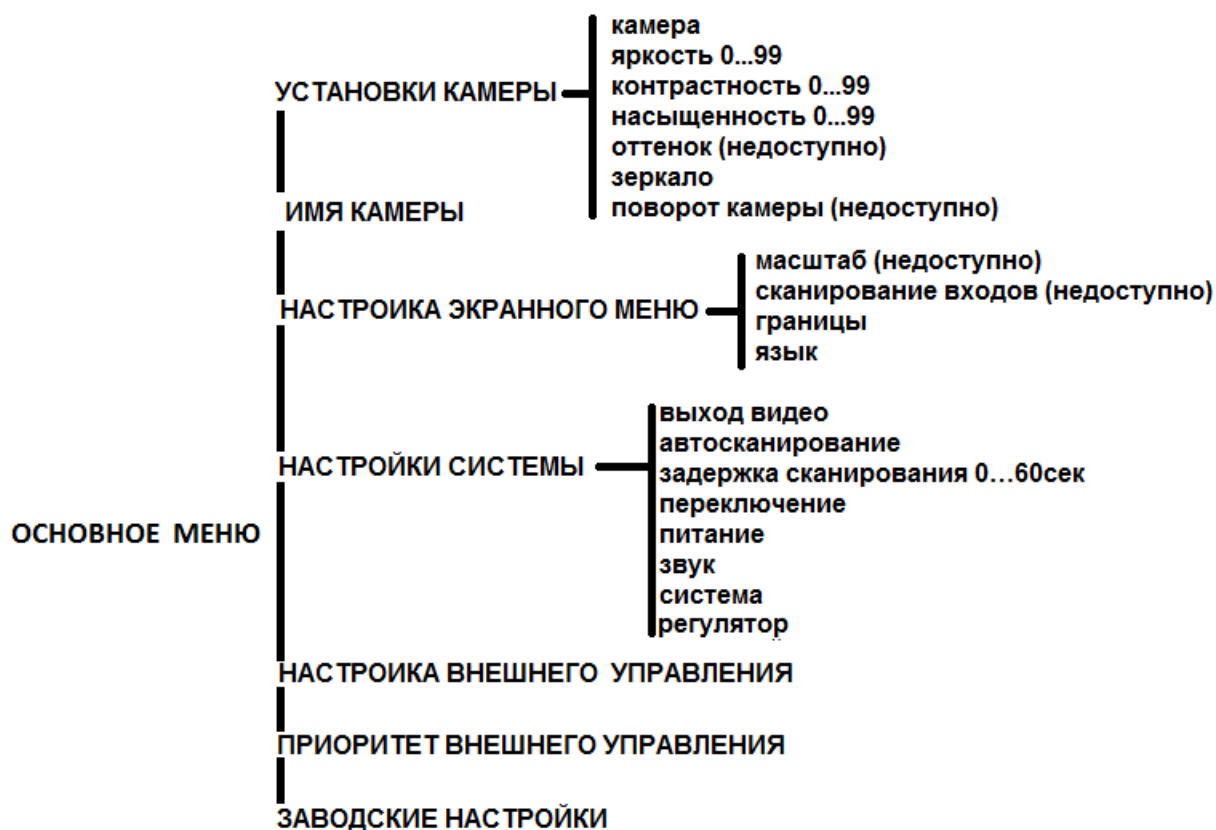 камера
яркость 0...99
УСТАНОВКИ КАМЕРЫ
контрастность 0...99
насыщенность 0...99
оттенок (недоступно)
зеркало
ИМЯ КАМЕРЫ
поворот камеры (недоступно)
масштаб (недоступно)
сканирование входов (недоступно)
НАСТРОИКА ЭКРАННОГО МЕНЮ
границы
язык
выход видео
автосканирование
НАСТРОЙКИ СИСТЕМЫ
задержка сканирования 0...60сек
переключение
ОСНОВНОЕ МЕНЮ
питание
звук
система
регулятор
НАСТРОИКА ВНЕШНЕГО УПРАВЛЕНИЯ
ПРИОРИТЕТ ВНЕШНЕГО УПРАВЛЕНИЯ
ЗАВОДСКИЕ НАСТРОЙКИ